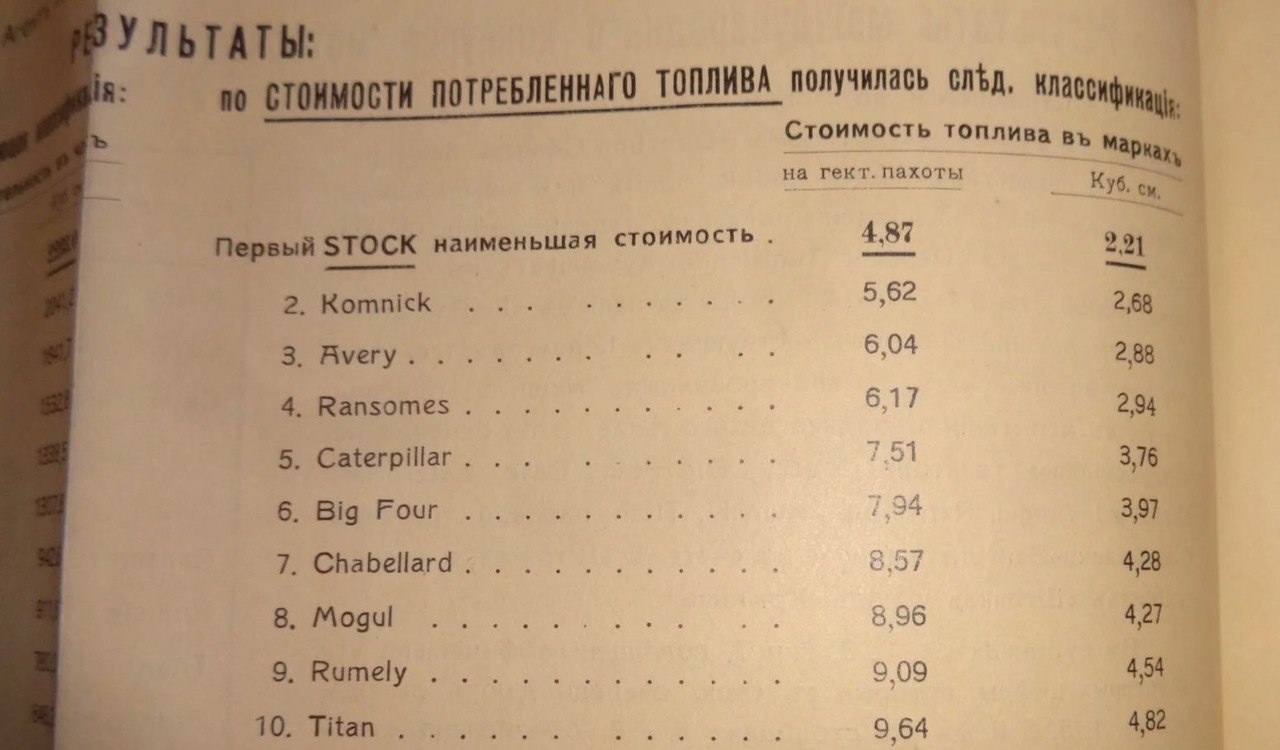 РЕЗУЛЬТАТЫ:
по СТОИМОСТИ ПОТРЕБЛЕННАГО ТОПЛИВА получилась слѣд. классификація:
Стоимость топлива въ маркахъ
на гект. пахоты Куб. см.
Первый STOCK наименьшая стоимость . 4,87 2,21
2. Komnick . . . . . . . . . . . 5,62 2,68
3. Avery . . . . . . . . . . . 6,04 2,88
4. Ransomes . . . . . . . . . . . 6,17 2,94
5. Caterpillar . . . . . . . . . . . 7,51 3,76
6. Big Four . . . . . . . . . . . 7,94 3,97
7. Chabellard . . . . . . . . . . . 8,57 4,28
8. Mogul . . . . . . . . . . . 8,96 4,27
9. Rumely . . . . . . . . . . . 9,09 4,54
10. Titan . . . . . . . . . . . 9,64 4,82